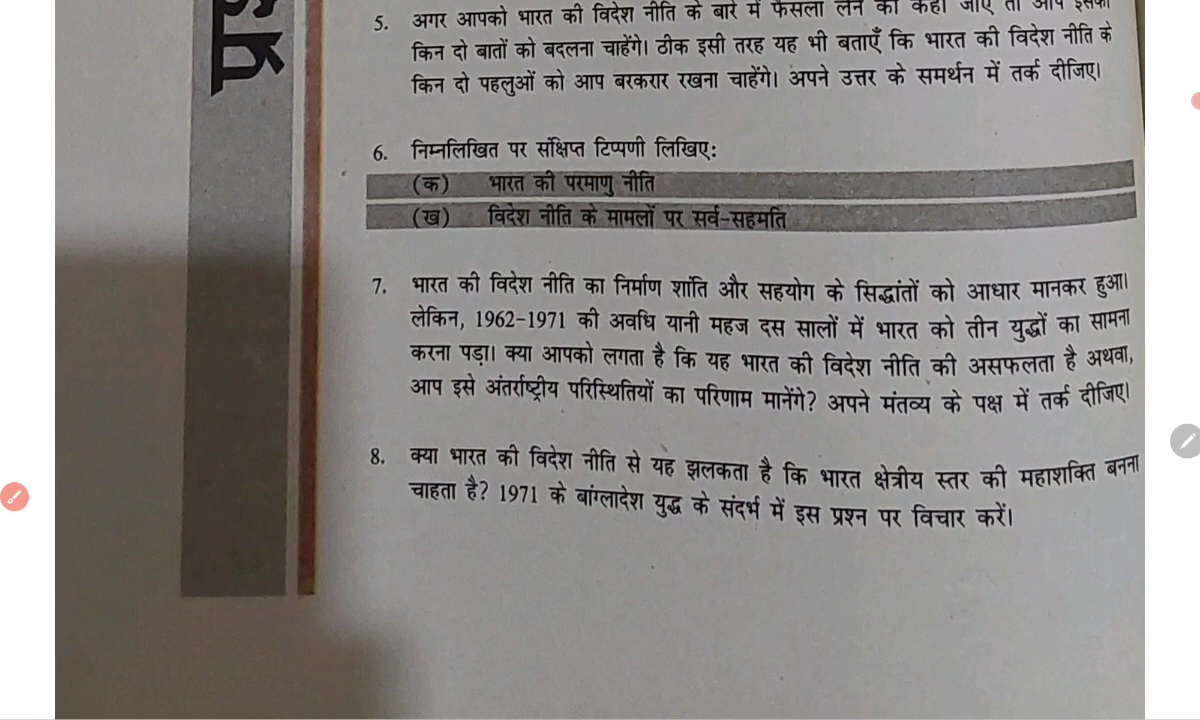 5. अगर आपको भारत की विदेश नीति के बारे में फैसला लेने को कहा जाए तो आप इसकी
किन दो बातों को बदलना चाहेंगे। ठीक इसी तरह यह भी बताएँ कि भारत की विदेश नीति के
किन दो पहलुओं को आप बरकरार रखना चाहेंगे। अपने उत्तर के समर्थन में तर्क दीजिए।
6. निम्नलिखित पर संक्षिप्त टिप्पणी लिखिए:
(क) भारत की परमाणु नीति
(ख) विदेश नीति के मामलों पर सर्व-सहमति
7. भारत की विदेश नीति का निर्माण शांति और सहयोग के सिद्धांतों को आधार मानकर हुआ।
लेकिन, 1962-1971 की अवधि यानी महज दस सालों में भारत को तीन युद्धों का सामना
करना पड़ा। क्या आपको लगता है कि यह भारत की विदेश नीति की असफलता है अथवा,
आप इसे अंतर्राष्ट्रीय परिस्थितियों का परिणाम मानेंगे? अपने मंतव्य के पक्ष में तर्क दीजिए।
8. क्या भारत की विदेश नीति से यह झलकता है कि भारत क्षेत्रीय स्तर की महाशक्ति बनना
चाहता है? 1971 के बांग्लादेश युद्ध के संदर्भ में इस प्रश्न पर विचार करें।